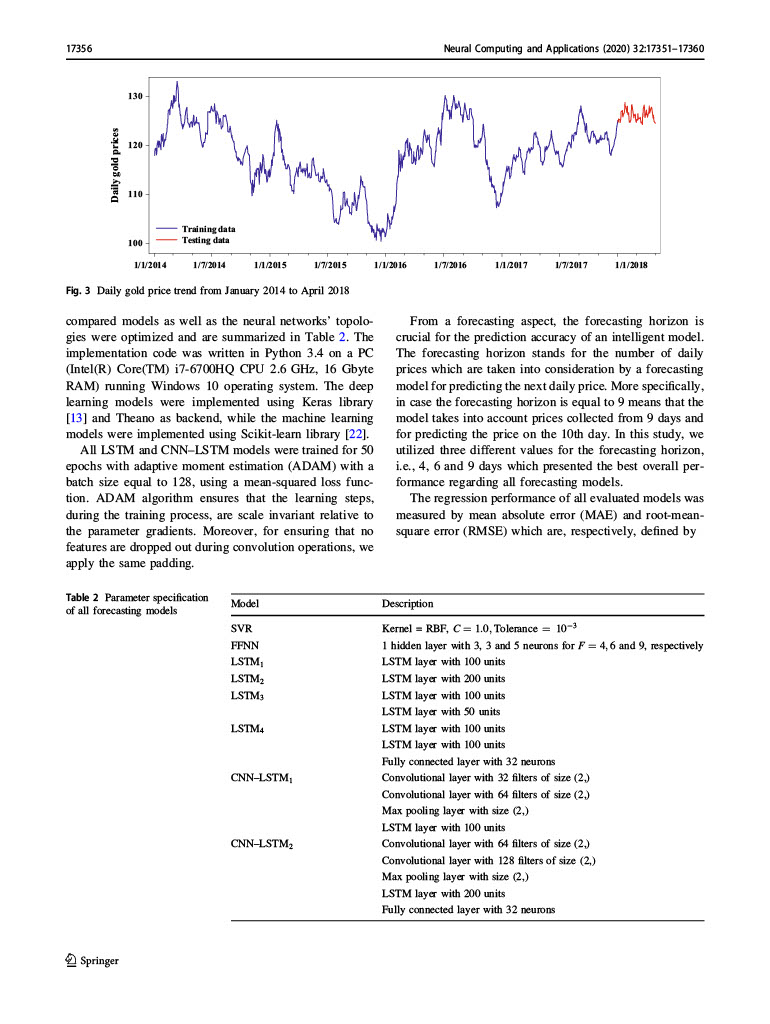 17356
Neural Computing and Applications (2020) 32:17351–17360
130
120
110
100
Daily gold prices
Training data
Testing data
1/1/2014
1/7/2014
1/1/2015
1/7/2015
1/1/2016
1/7/2016
1/1/2017
1/7/2017
1/1/2018
Fig. 3 Daily gold price trend from January 2014 to April 2018
compared models as well as the neural networks’ topolo-
gies were optimized and are summarized in Table 2. The
implementation code was written in Python 3.4 on a PC
(Intel(R) Core(TM) i7-6700HQ CPU 2.6 GHz, 16 Gbyte
RAM) running Windows 10 operating system. The deep
learning models were implemented using Keras library
[13] and Theano as backend, while the machine learning
models were implemented using Scikit-learn library [22].
All LSTM and CNN–LSTM models were trained for 50
epochs with adaptive moment estimation (ADAM) with a
batch size equal to 128, using a mean-squared loss func-
tion. ADAM algorithm ensures that the learning steps,
during the training process, are scale invariant relative to
the parameter gradients. Moreover, for ensuring that no
features are dropped out during convolution operations, we
apply the same padding.
From a forecasting aspect, the forecasting horizon is
crucial for the prediction accuracy of an intelligent model.
The forecasting horizon stands for the number of daily
prices which are taken into consideration by a forecasting
model for predicting the next daily price. More specifically,
in case the forecasting horizon is equal to 9 means that the
model takes into account prices collected from 9 days and
for predicting the price on the 10th day. In this study, we
utilized three different values for the forecasting horizon,
i.e., 4, 6 and 9 days which presented the best overall per-
formance regarding all forecasting models.
The regression performance of all evaluated models was
measured by mean absolute error (MAE) and root-mean-
square error (RMSE) which are, respectively, defined by
Table 2 Parameter specification
of all forecasting models
Model Description
SVR Kernel = RBF, C = 1.0, Tolerance = 10⁻³
FFNN 1 hidden layer with 3, 3 and 5 neurons for F = 4, 6 and 9, respectively
LSTM₁ LSTM layer with 100 units
LSTM₂ LSTM layer with 200 units
LSTM₃ LSTM layer with 100 units
LSTM layer with 50 units
LSTM₄ LSTM layer with 100 units
LSTM layer with 100 units
Fully connected layer with 32 neurons
CNN–LSTM₁ Convolutional layer with 32 filters of size (2,)
Convolutional layer with 64 filters of size (2,)
Max pooling layer with size (2,)
LSTM layer with 100 units
CNN–LSTM₂ Convolutional layer with 64 filters of size (2,)
Convolutional layer with 128 filters of size (2,)
Max pooling layer with size (2,)
LSTM layer with 200 units
Fully connected layer with 32 neurons
Springer